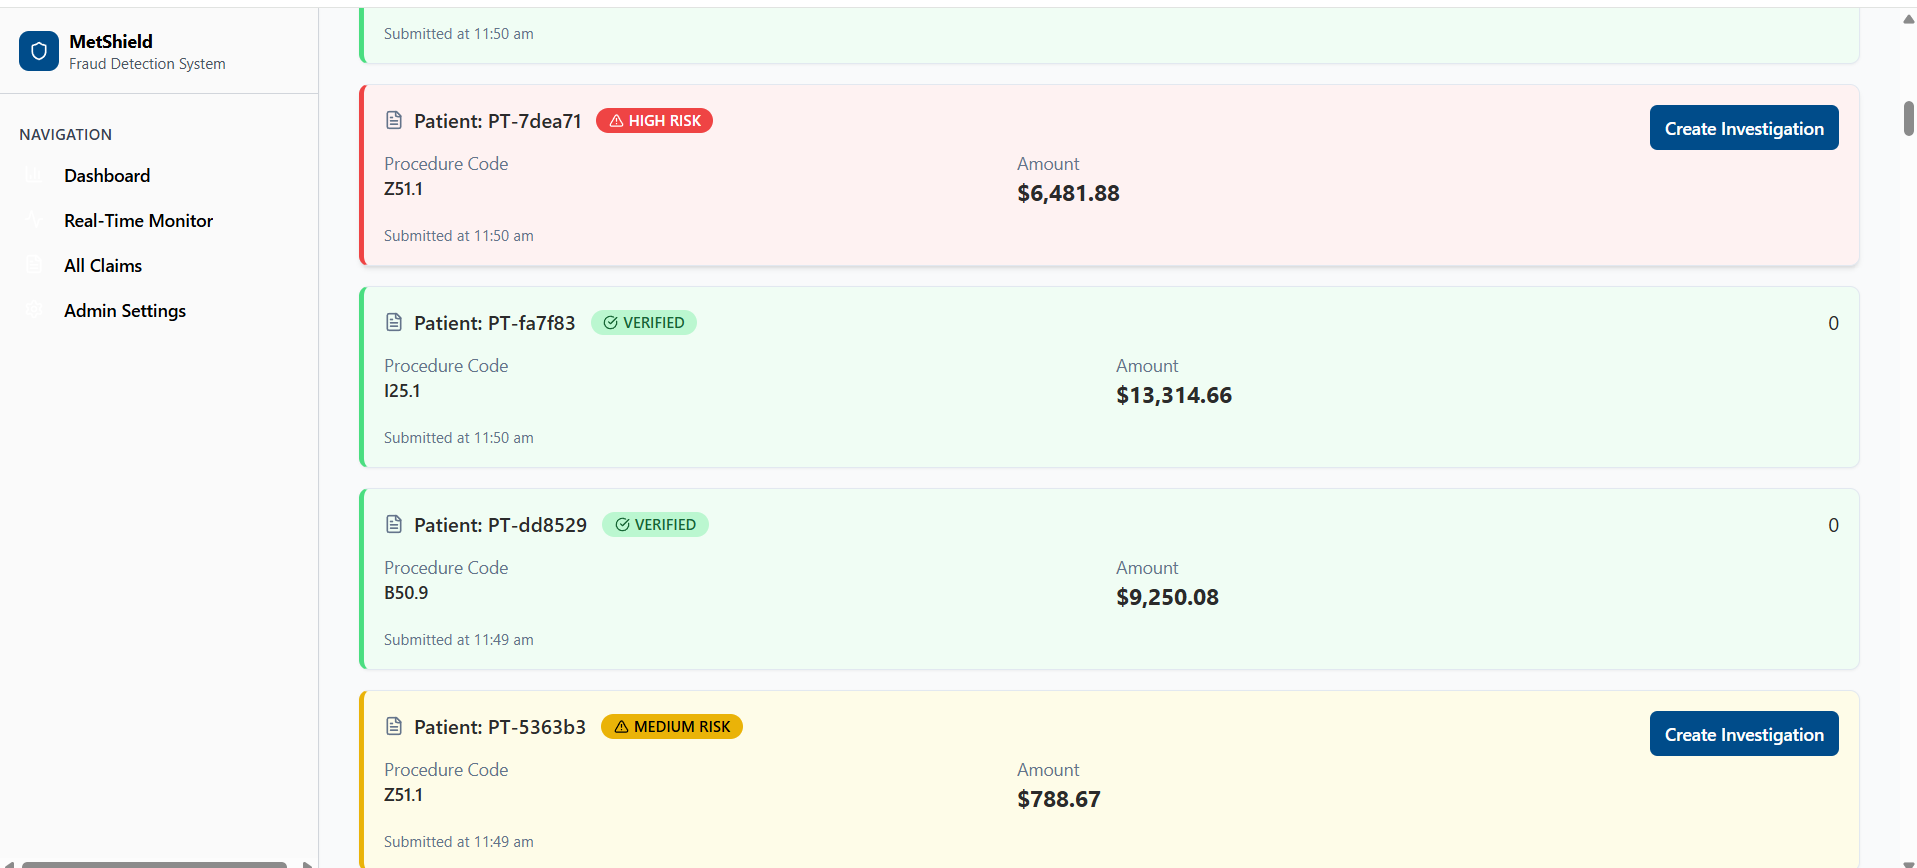 MetShield
Fraud Detection System
NAVIGATION
Dashboard
Real-Time Monitor
All Claims
Admin Settings
Submitted at 11:50 am
Patient: PT-7dea71 HIGH RISK
Create Investigation
Procedure Code Amount
Z51.1 $6,481.88
Submitted at 11:50 am
Patient: PT-fa7f83 VERIFIED 0
Procedure Code Amount
I25.1 $13,314.66
Submitted at 11:50 am
Patient: PT-dd8529 VERIFIED 0
Procedure Code Amount
B50.9 $9,250.08
Submitted at 11:49 am
Patient: PT-5363b3 MEDIUM RISK
Create Investigation
Procedure Code Amount
Z51.1 $788.67
Submitted at 11:49 am